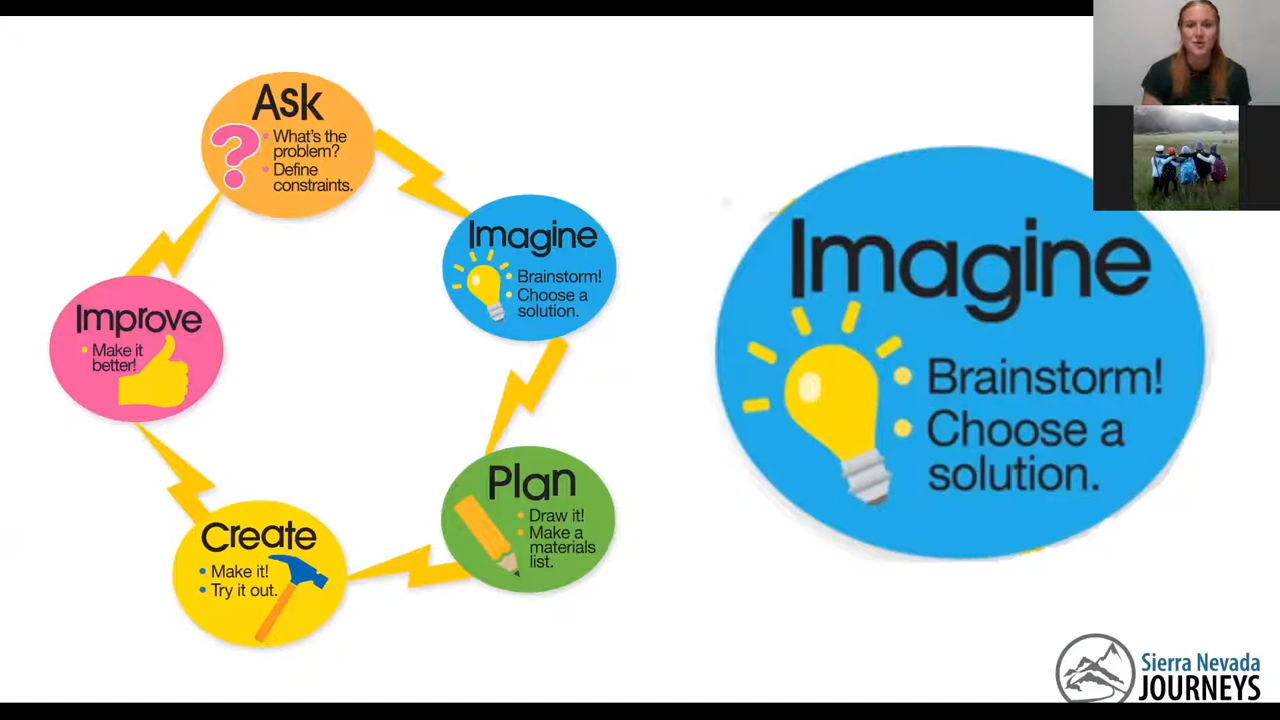 Ask
What's the
problem?
Define
constraints.
Imagine
Brainstorm!
Choose a
solution.
Plan
Draw it!
Make a
materials
list.
Create
Make it!
Try it out.
Improve
Make it
better!
Imagine
Brainstorm!
Choose a
solution.
Sierra Nevada
JOURNEYS